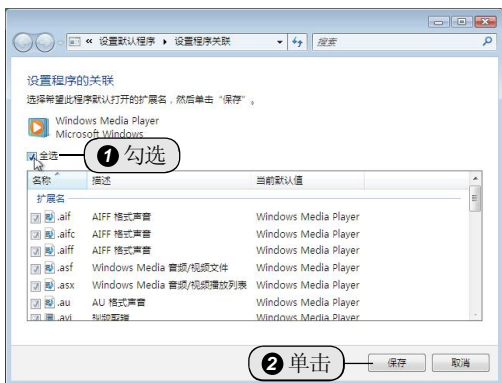 « 设置默认程序 ▸ 设置程序关联
搜索
设置程序的关联
选择希望此程序默认打开的扩展名，然后单击“保存”。
Windows Media Player
Microsoft Windows
全选
❶ 勾选
名称 描述 当前默认值
扩展名
.aif AIFF 格式声音 Windows Media Player
.aifc AIFF 格式声音 Windows Media Player
.aiff AIFF 格式声音 Windows Media Player
.asf Windows Media 音频/视频文件 Windows Media Player
.asx Windows Media 音频/视频播放列表 Windows Media Player
.au AU 格式声音 Windows Media Player
.avi 视频剪辑 Windows Media Player
❷ 单击
保存 取消